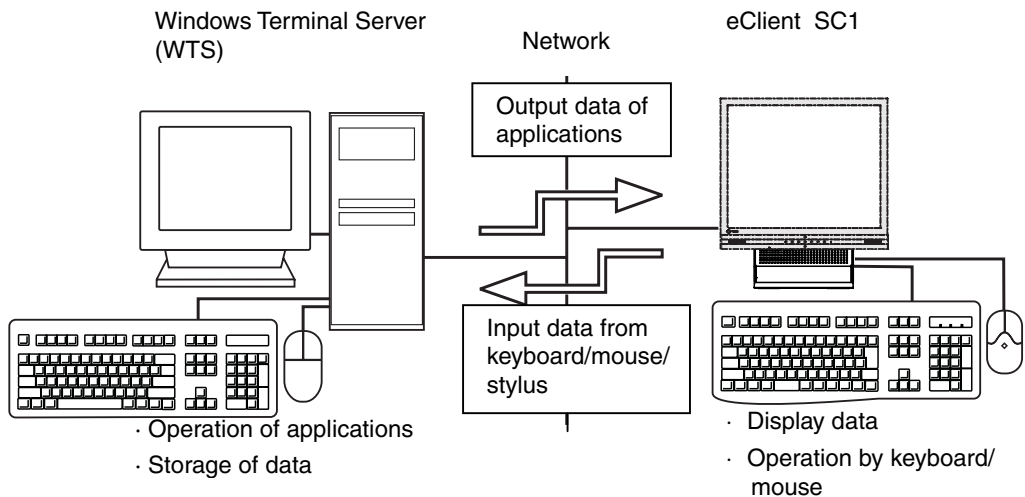 Windows Terminal Server
(WTS)
Network
eClient SC1
Output data of
applications
Input data from
keyboard/mouse/
stylus
· Operation of applications
· Storage of data
· Display data
· Operation by keyboard/
mouse